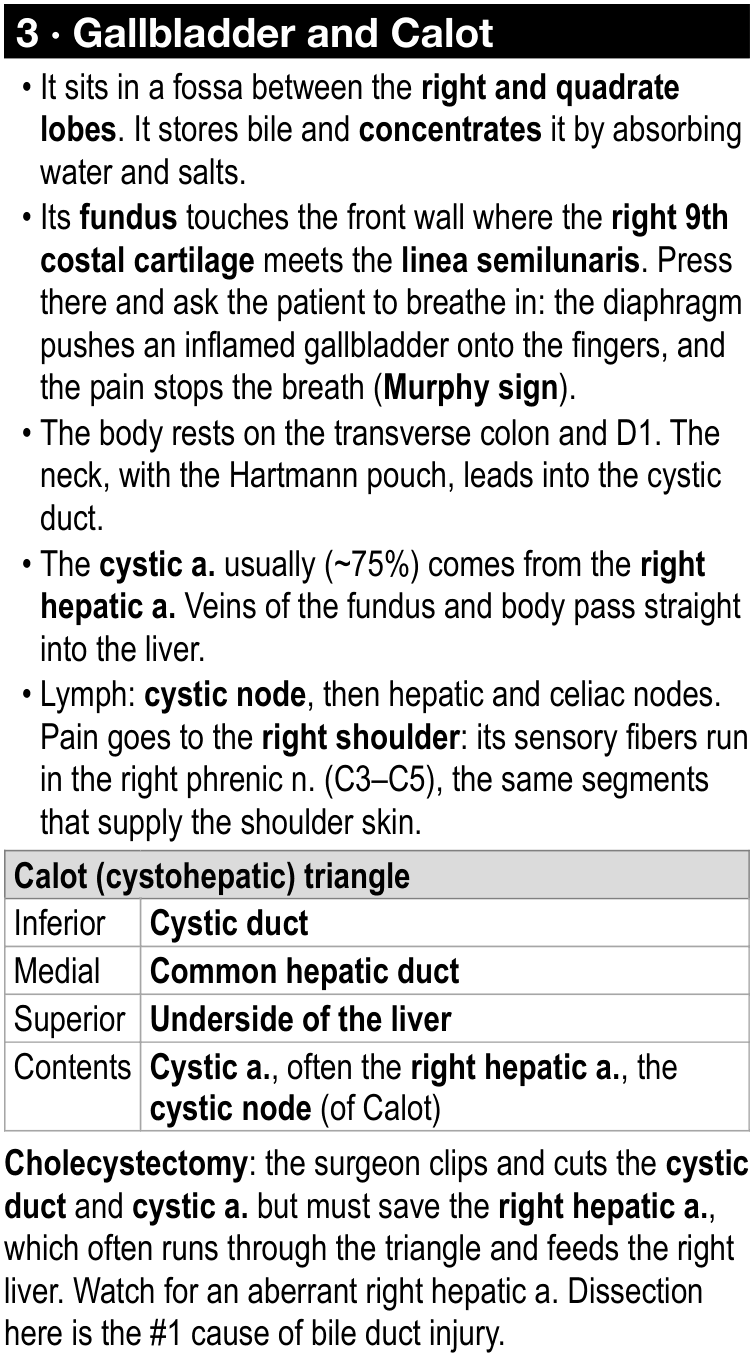 3 · Gallbladder and Calot
• It sits in a fossa between the right and quadrate
lobes. It stores bile and concentrates it by absorbing
water and salts.
• Its fundus touches the front wall where the right 9th
costal cartilage meets the linea semilunaris. Press
there and ask the patient to breathe in: the diaphragm
pushes an inflamed gallbladder onto the fingers, and
the pain stops the breath (Murphy sign).
• The body rests on the transverse colon and D1. The
neck, with the Hartmann pouch, leads into the cystic
duct.
• The cystic a. usually (~75%) comes from the right
hepatic a. Veins of the fundus and body pass straight
into the liver.
• Lymph: cystic node, then hepatic and celiac nodes.
Pain goes to the right shoulder: its sensory fibers run
in the right phrenic n. (C3–C5), the same segments
that supply the shoulder skin.
Calot (cystohepatic) triangle
Inferior Cystic duct
Medial Common hepatic duct
Superior Underside of the liver
Contents Cystic a., often the right hepatic a., the
cystic node (of Calot)
Cholecystectomy: the surgeon clips and cuts the cystic
duct and cystic a. but must save the right hepatic a.,
which often runs through the triangle and feeds the right
liver. Watch for an aberrant right hepatic a. Dissection
here is the #1 cause of bile duct injury.